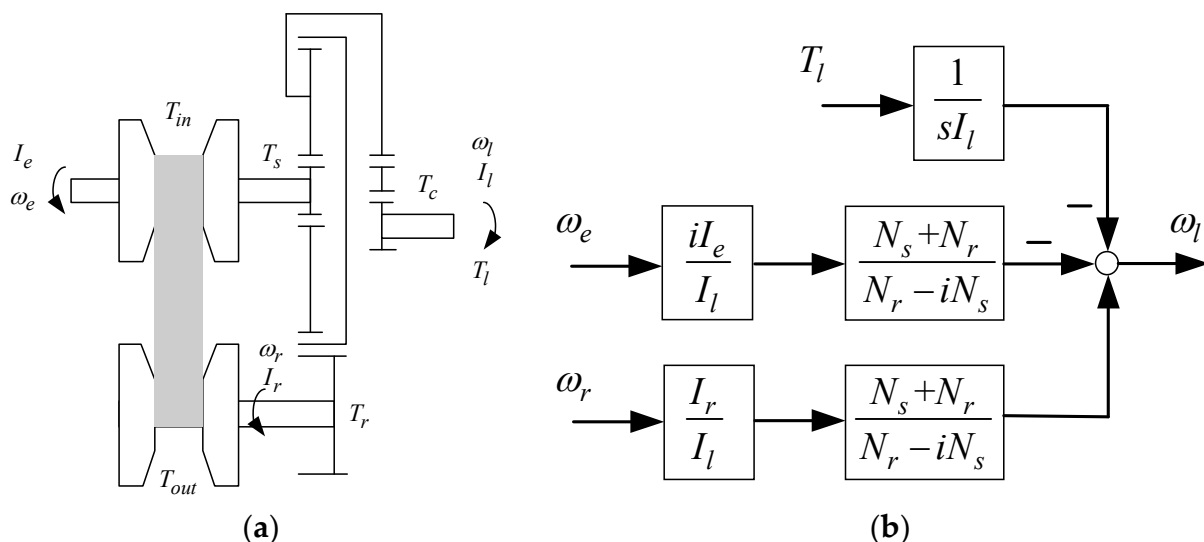 T_in
I_e
ω_e
T_s
ω_l
I_l
T_c
T_l
ω_r
I_r
T_r
T_out
(a)
T_l
1
sI_l
−
ω_e
iI_e
I_l
N_s+N_r
N_r−iN_s
−
ω_l
ω_r
I_r
I_l
N_s+N_r
N_r−iN_s
(b)